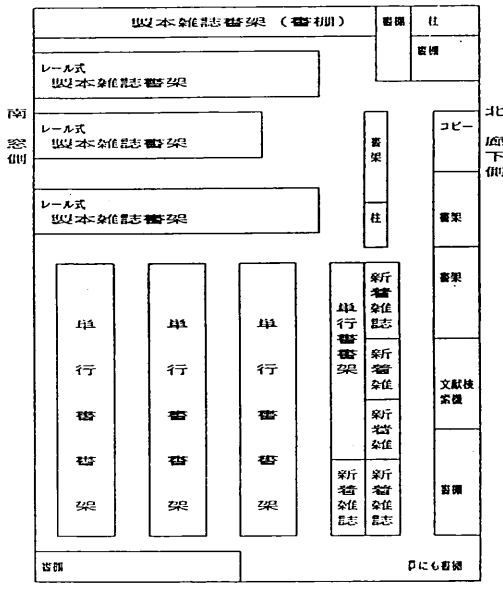 製本雑誌書架（書棚）
書棚
柱
書棚
レール式
製本雑誌書架
レール式
製本雑誌書架
レール式
製本雑誌書架
南
窓
側
北
廊
下
側
書架
柱
コピー
書架
書架
文献検
索機
書棚
単行書書架
単行書書架
単行書書架
単行書書架
新着雑誌
新着雑
新着雑
新着雑誌
新着雑誌
書棚
にも書棚